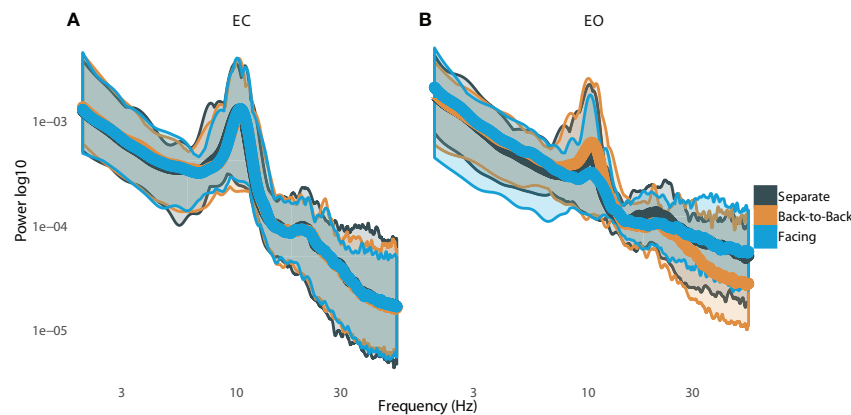 A
EC
B
EO
Power log10
1e−03
1e−04
1e−05
3
10
30
3
10
30
Frequency (Hz)
Separate
Back-to-Back
Facing